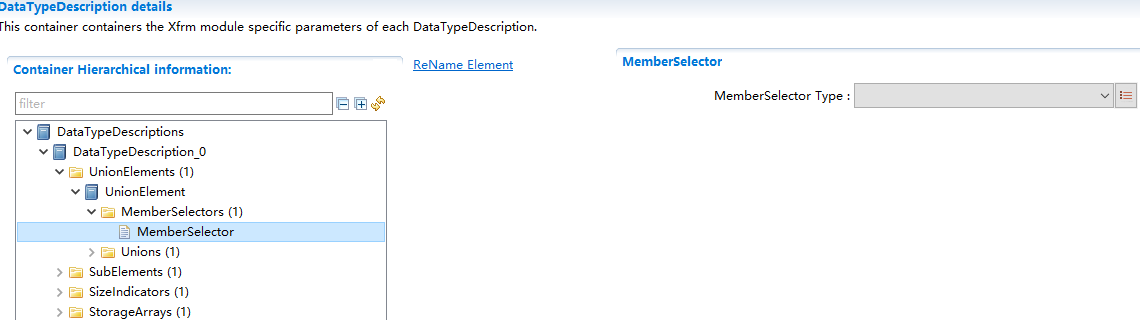 DataTypeDescription details
This container containers the Xfrm module specific parameters of each DataTypeDescription.
Container Hierarchical information:
ReName Element
MemberSelector
filter
MemberSelector Type :
DataTypeDescriptions
DataTypeDescription_0
UnionElements (1)
UnionElement
MemberSelectors (1)
MemberSelector
Unions (1)
SubElements (1)
SizeIndicators (1)
StorageArrays (1)